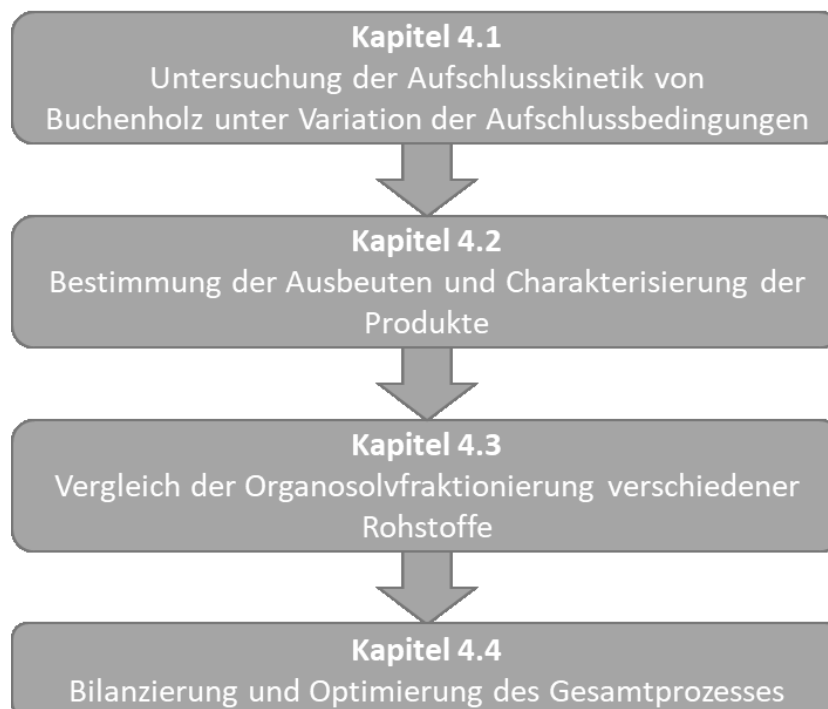 Kapitel 4.1
Untersuchung der Aufschlusskinetik von
Buchenholz unter Variation der Aufschlussbedingungen
Kapitel 4.2
Bestimmung der Ausbeuten und Charakterisierung der
Produkte
Kapitel 4.3
Vergleich der Organosolvfraktionierung verschiedener
Rohstoffe
Kapitel 4.4
Bilanzierung und Optimierung des Gesamtprozesses